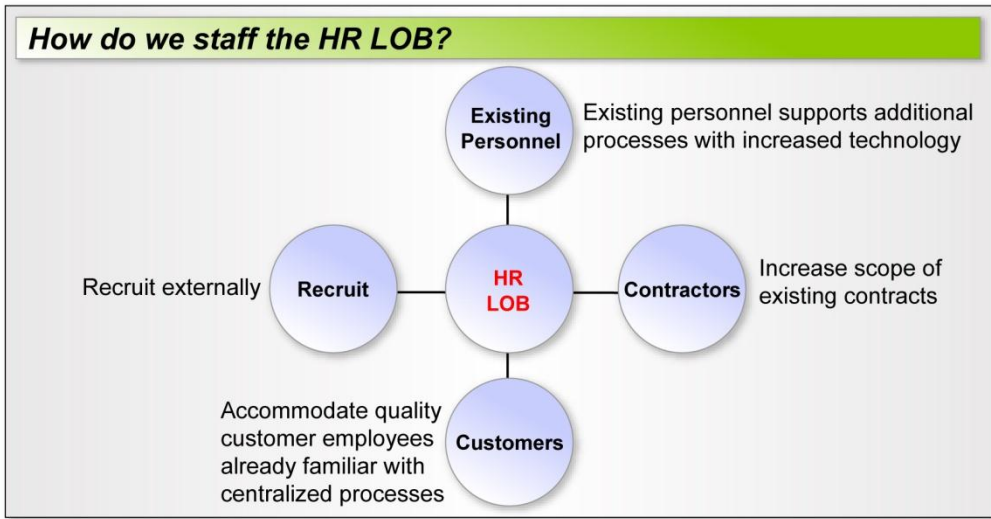 How do we staff the HR LOB?
Existing
Personnel
Existing personnel supports additional
processes with increased technology
Recruit externally
Recruit
HR
LOB
Contractors
Increase scope of
existing contracts
Accommodate quality
customer employees
already familiar with
centralized processes
Customers